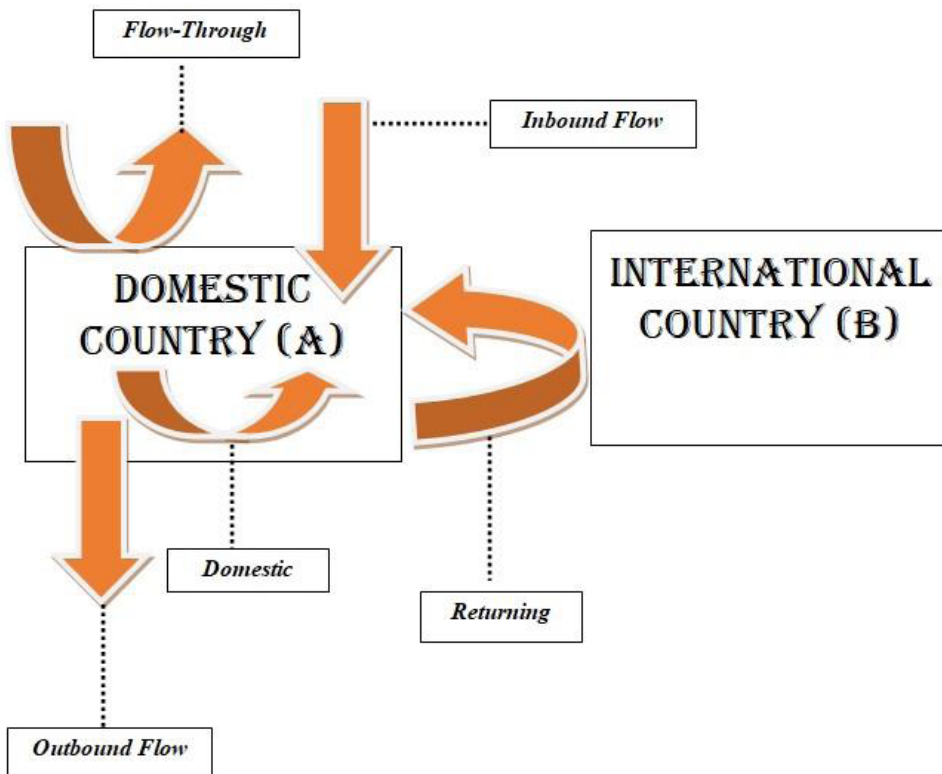 Flow-Through
Inbound Flow
DOMESTIC
COUNTRY (A)
INTERNATIONAL
COUNTRY (B)
Domestic
Returning
Outbound Flow